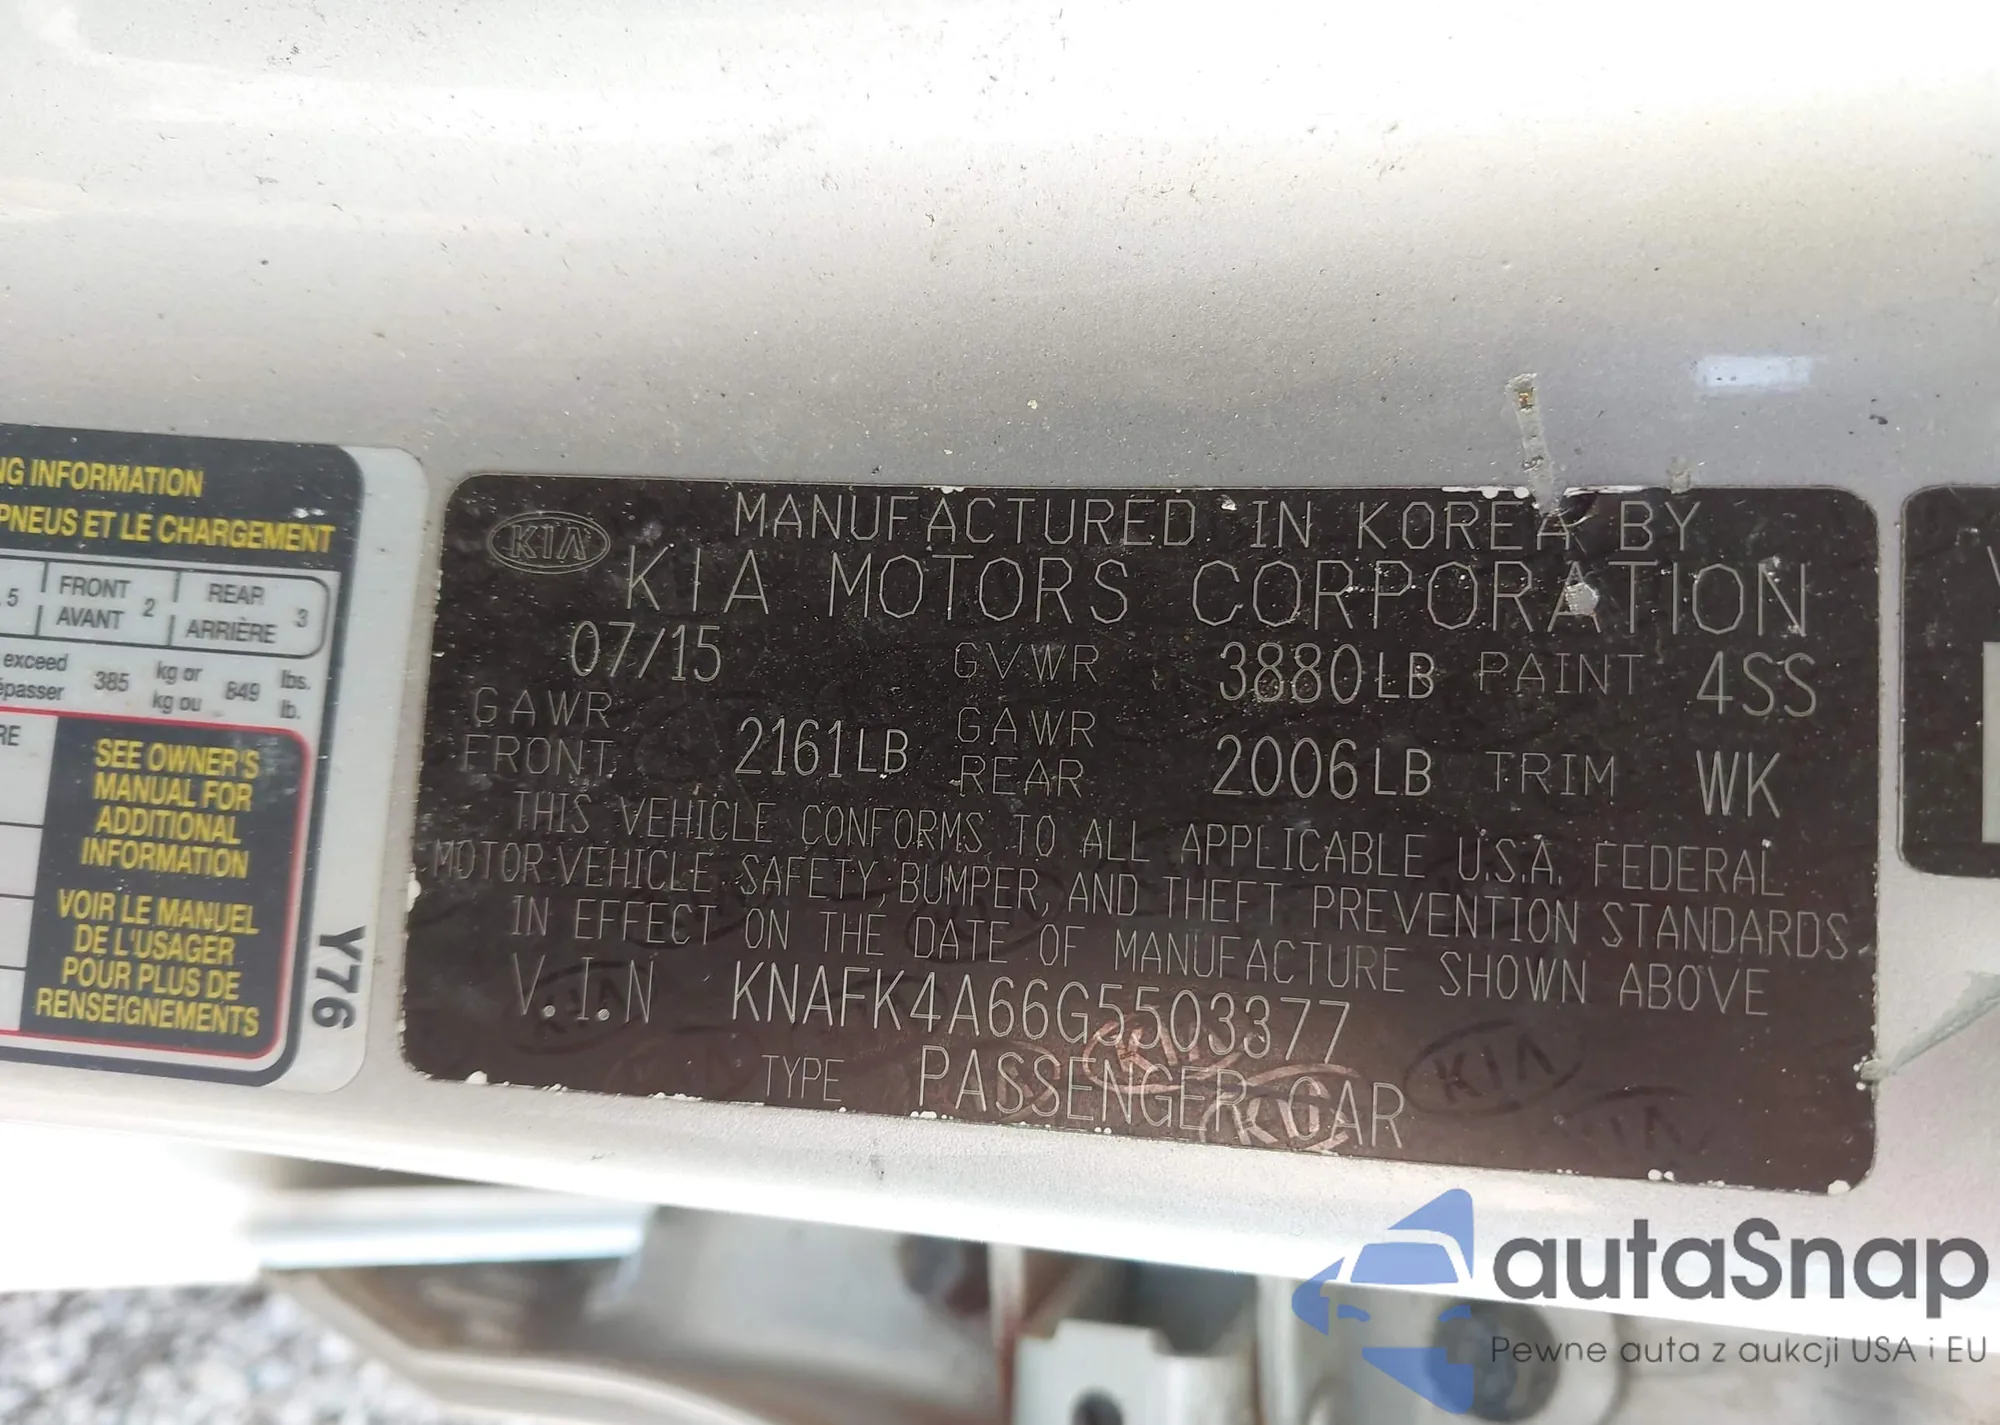 NG INFORMATION
PNEUS ET LE CHARGEMENT
5 FRONT AVANT 2 REAR ARRIÈRE 3
exceed 385 kg or 849 lbs.
épasser kg ou lb.
RE
SEE OWNER'S
MANUAL FOR
ADDITIONAL
INFORMATION
VOIR LE MANUEL
DE L'USAGER
POUR PLUS DE
RENSEIGNEMENTS
Y76
KIA
MANUFACTURED IN KOREA BY
KIA MOTORS CORPORATION
07/15 GVWR 3880LB PAINT 4SS
GAWR FRONT 2161LB GAWR REAR 2006LB TRIM WK
THIS VEHICLE CONFORMS TO ALL APPLICABLE U.S.A. FEDERAL
MOTOR VEHICLE SAFETY, BUMPER, AND THEFT PREVENTION STANDARDS
IN EFFECT ON THE DATE OF MANUFACTURE SHOWN ABOVE
V.I.N KNAFK4A66G5503377
TYPE PASSENGER CAR
autaSnap
Pewne auta z aukcji USA i EU